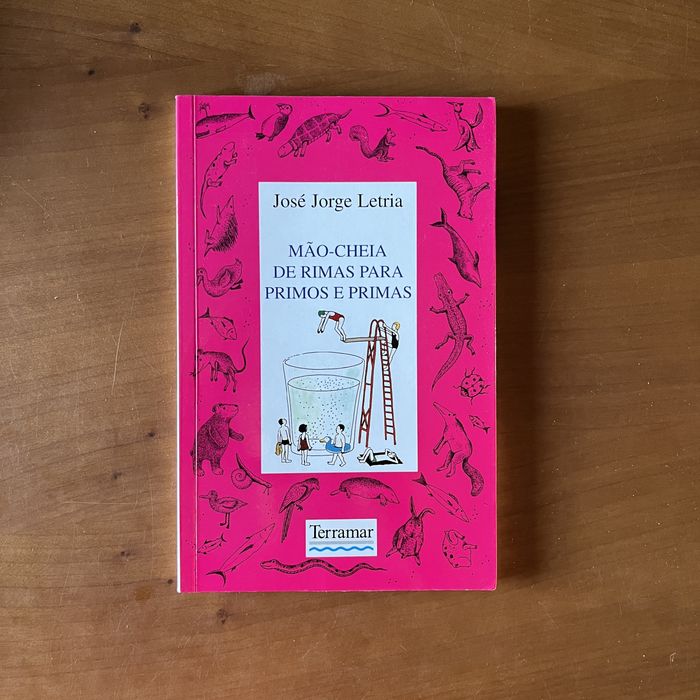 José Jorge Letria
MÃO-CHEIA
DE RIMAS PARA
PRIMOS E PRIMAS
Terramar